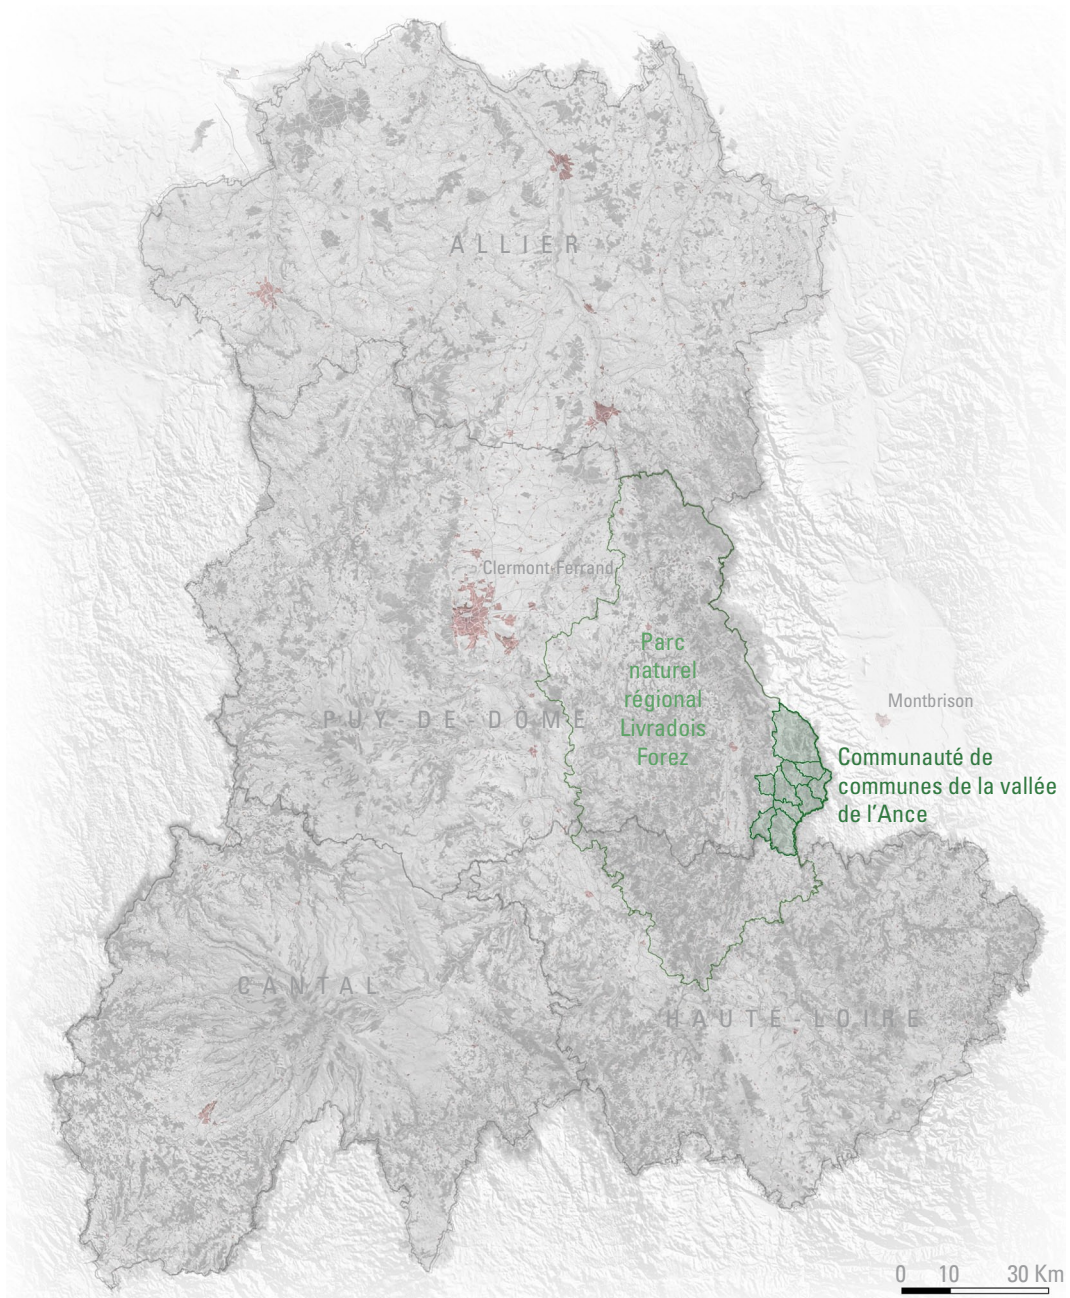 ALLIER
Clermont-Ferrand
Parc
naturel
régional
Livradois
Forez
PUY-DE-DÔME
Montbrison
Communauté de
communes de la vallée
de l'Ance
CANTAL
HAUTE-LOIRE
0 10 30 Km